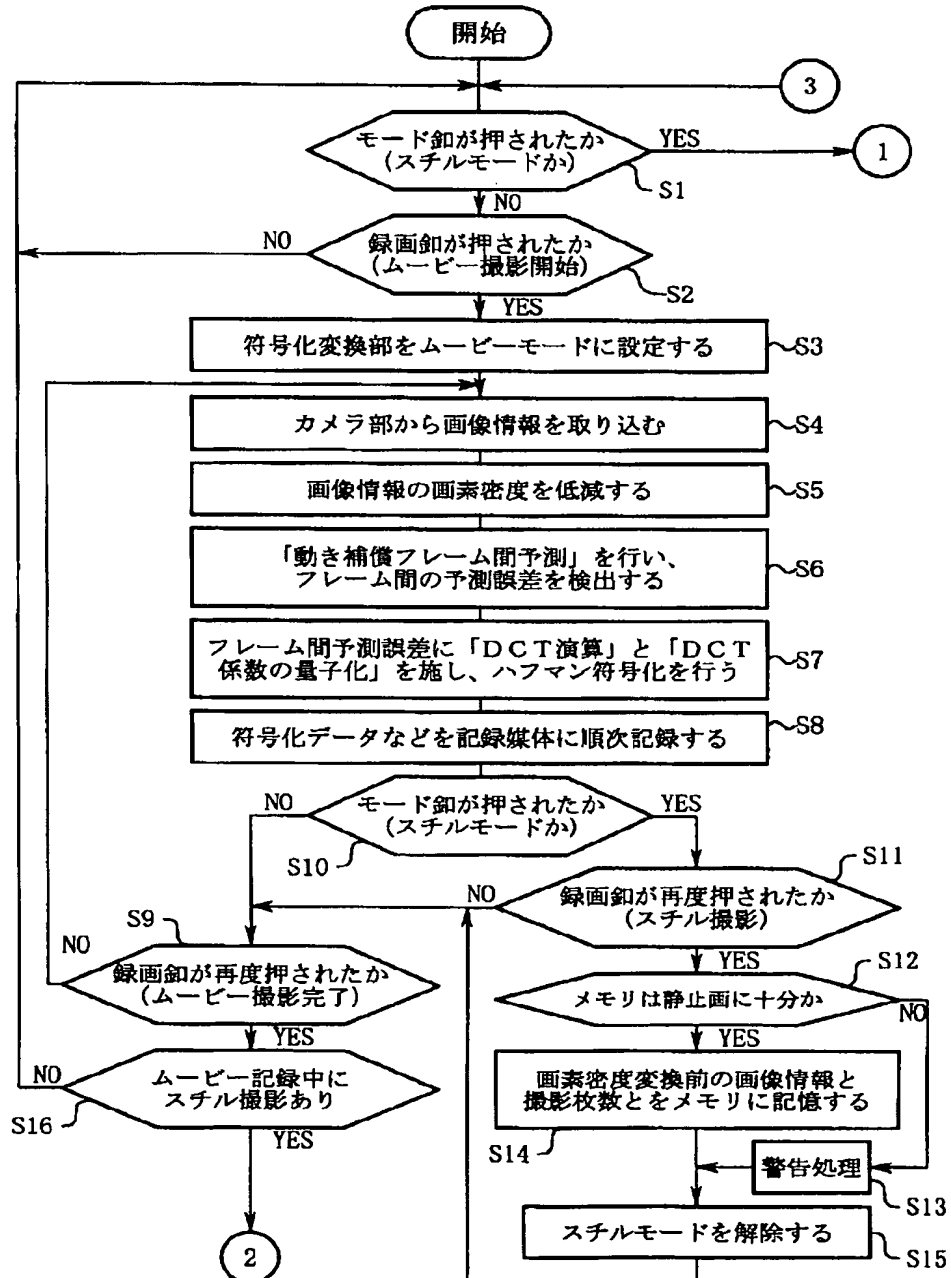 開始
3
モード釦が押されたか
(スチルモードか)
YES
1
S1
NO
録画釦が押されたか
(ムービー撮影開始)
NO
S2
YES
符号化変換部をムービーモードに設定する
S3
カメラ部から画像情報を取り込む
S4
画像情報の画素密度を低減する
S5
「動き補償フレーム間予測」を行い、
フレーム間の予測誤差を検出する
S6
フレーム間予測誤差に「DCT演算」と「DCT
係数の量子化」を施し、ハフマン符号化を行う
S7
符号化データなどを記録媒体に順次記録する
S8
モード釦が押されたか
(スチルモードか)
NO
YES
S10
S11
録画釦が再度押されたか
(スチル撮影)
NO
YES
S9
録画釦が再度押されたか
(ムービー撮影完了)
NO
YES
S12
メモリは静止画に十分か
NO
YES
ムービー記録中に
スチル撮影あり
NO
S16
YES
画素密度変換前の画像情報と
撮影枚数とをメモリに記憶する
S14
警告処理
S13
スチルモードを解除する
S15
2